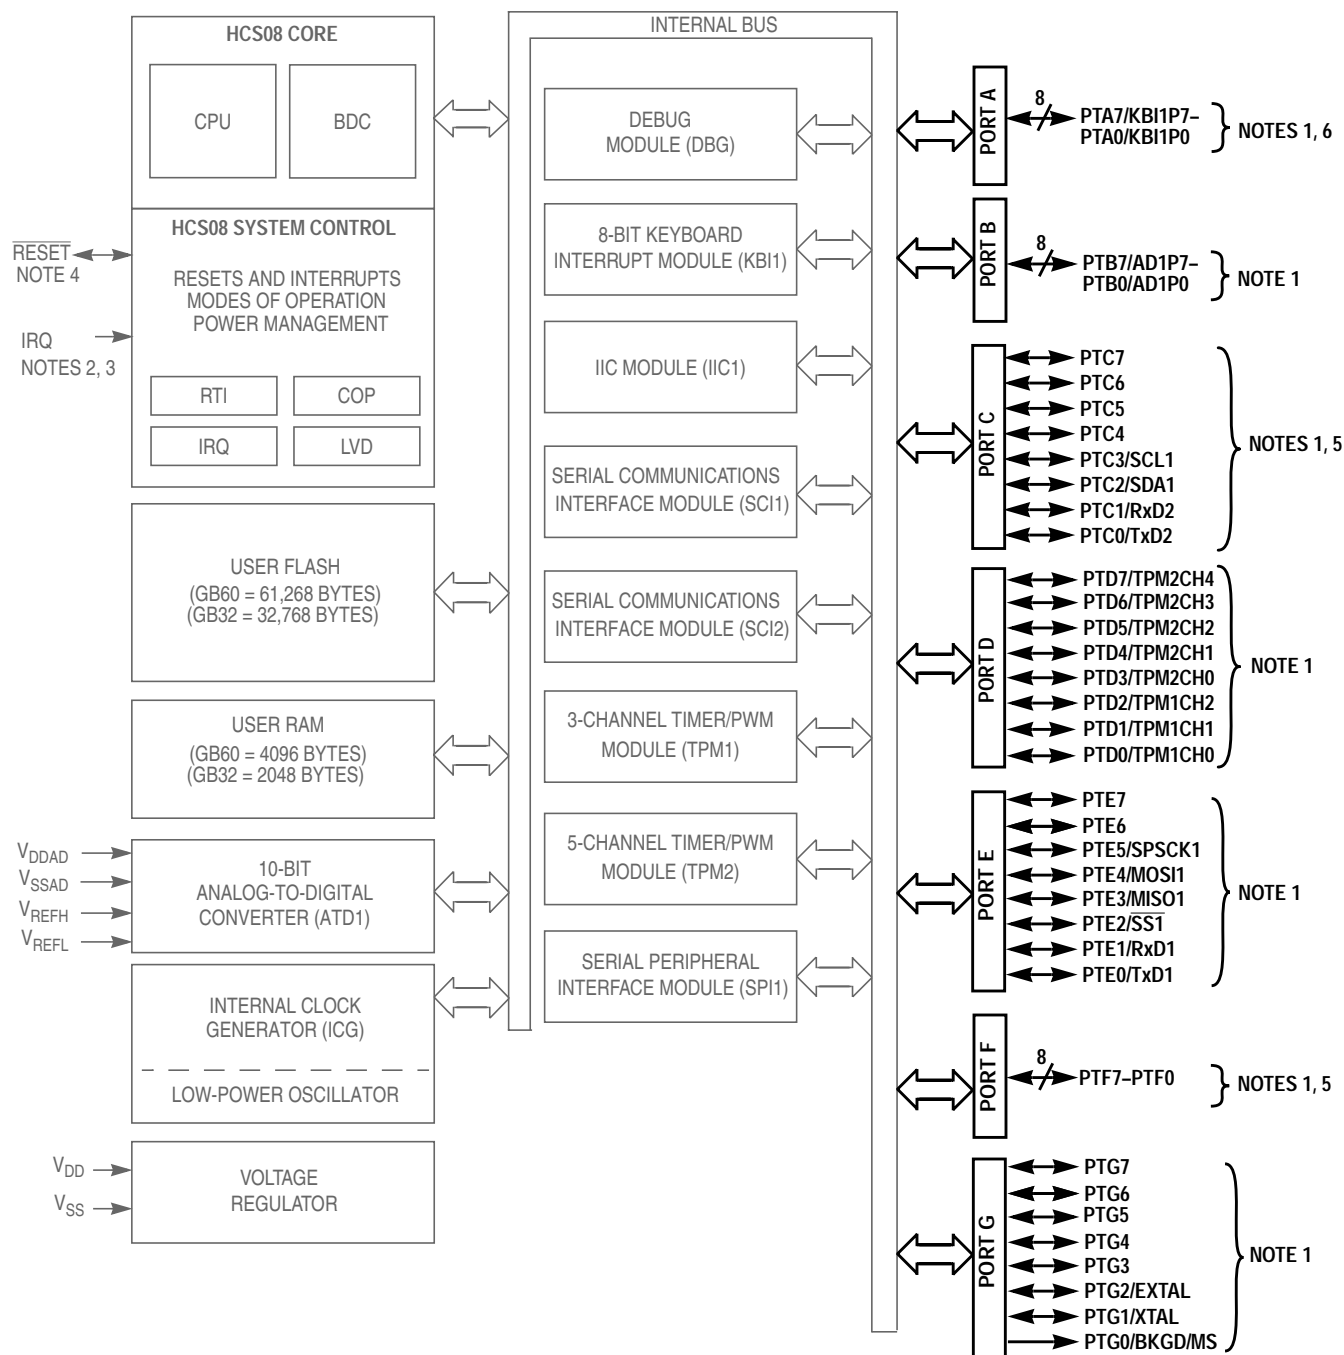 HCS08 CORE
CPU
BDC
HCS08 SYSTEM CONTROL
RESETS AND INTERRUPTS
MODES OF OPERATION
POWER MANAGEMENT
RTI
COP
IRQ
LVD
RESET
NOTE 4
IRQ
NOTES 2, 3
USER FLASH
(GB60 = 61,268 BYTES)
(GB32 = 32,768 BYTES)
USER RAM
(GB60 = 4096 BYTES)
(GB32 = 2048 BYTES)
VDDAD
VSSAD
VREFH
VREFL
10-BIT
ANALOG-TO-DIGITAL
CONVERTER (ATD1)
INTERNAL CLOCK
GENERATOR (ICG)
LOW-POWER OSCILLATOR
VDD
VSS
VOLTAGE
REGULATOR
INTERNAL BUS
DEBUG
MODULE (DBG)
8-BIT KEYBOARD
INTERRUPT MODULE (KBI1)
IIC MODULE (IIC1)
SERIAL COMMUNICATIONS
INTERFACE MODULE (SCI1)
SERIAL COMMUNICATIONS
INTERFACE MODULE (SCI2)
3-CHANNEL TIMER/PWM
MODULE (TPM1)
5-CHANNEL TIMER/PWM
MODULE (TPM2)
SERIAL PERIPHERAL
INTERFACE MODULE (SPI1)
PORT A
8
PTA7/KBI1P7–
PTA0/KBI1P0
NOTES 1, 6
PORT B
8
PTB7/AD1P7–
PTB0/AD1P0
NOTE 1
PORT C
PTC7
PTC6
PTC5
PTC4
PTC3/SCL1
PTC2/SDA1
PTC1/RxD2
PTC0/TxD2
NOTES 1, 5
PORT D
PTD7/TPM2CH4
PTD6/TPM2CH3
PTD5/TPM2CH2
PTD4/TPM2CH1
PTD3/TPM2CH0
PTD2/TPM1CH2
PTD1/TPM1CH1
PTD0/TPM1CH0
NOTE 1
PORT E
PTE7
PTE6
PTE5/SPSCK1
PTE4/MOSI1
PTE3/MISO1
PTE2/SS1
PTE1/RxD1
PTE0/TxD1
NOTE 1
PORT F
8
PTF7–PTF0
NOTES 1, 5
PORT G
PTG7
PTG6
PTG5
PTG4
PTG3
PTG2/EXTAL
PTG1/XTAL
PTG0/BKGD/MS
NOTE 1